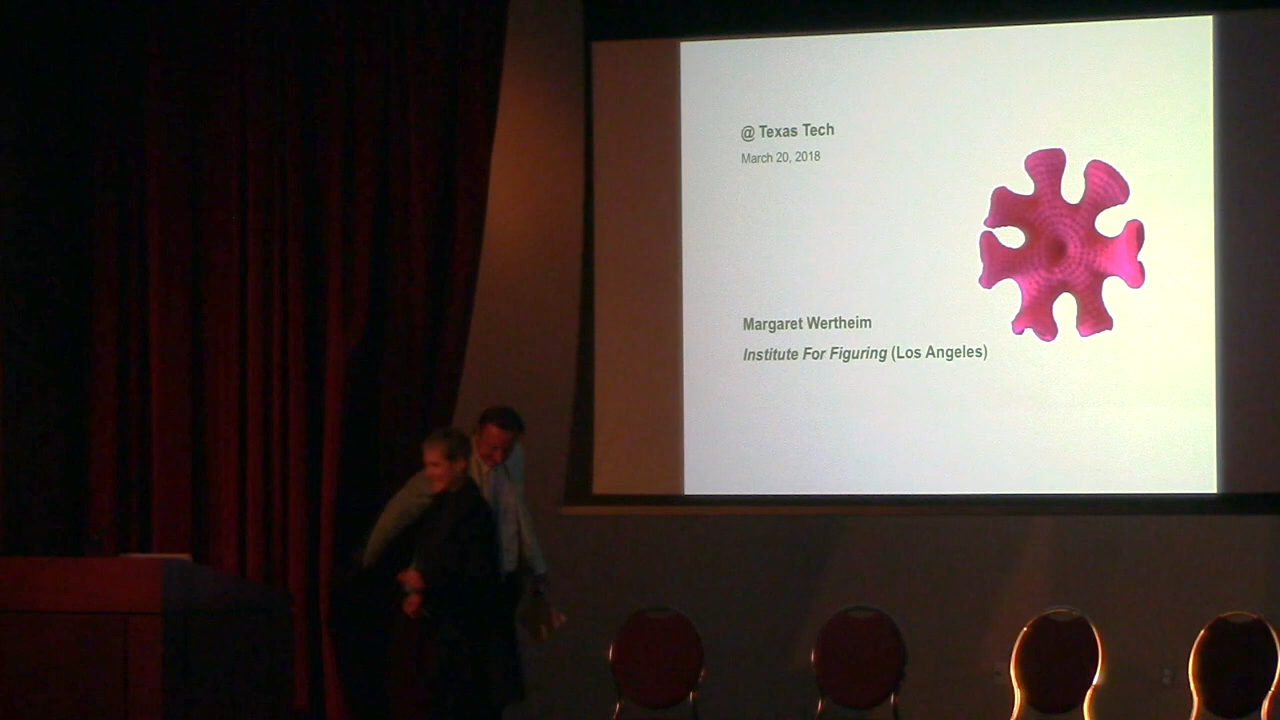 @ Texas Tech
March 20, 2018
Margaret Wertheim
Institute For Figuring (Los Angeles)